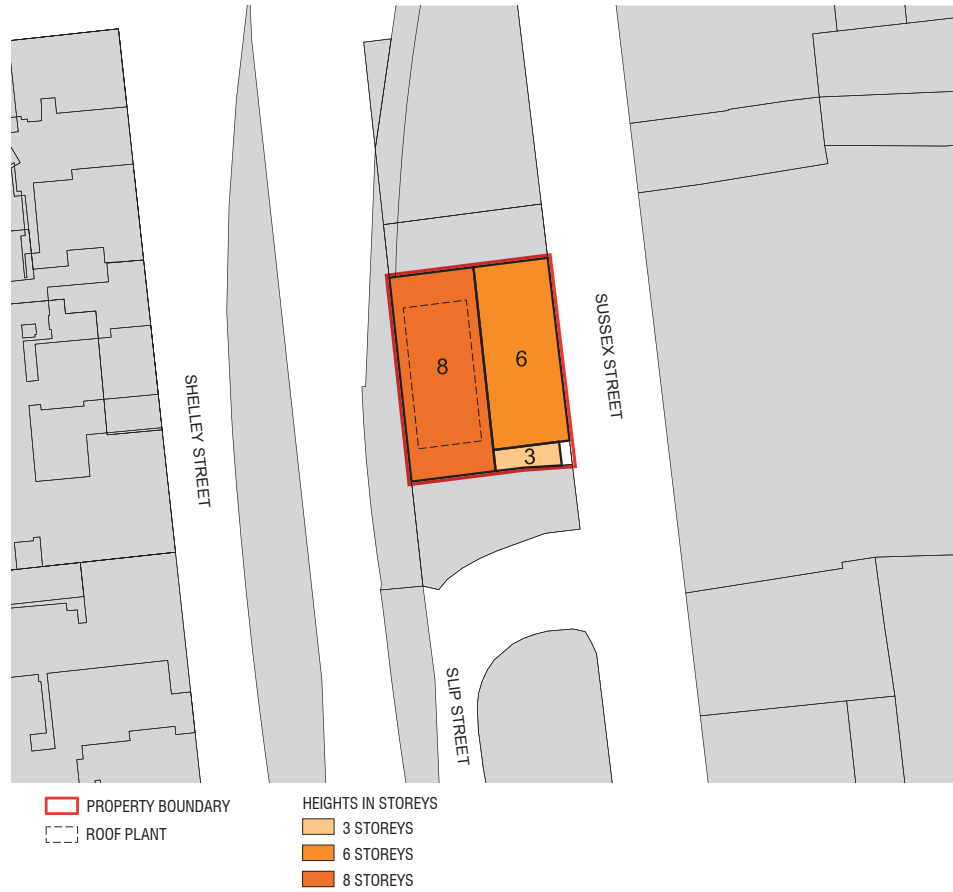 8
6
3
SHELLEY STREET
SUSSEX STREET
SLIP STREET
PROPERTY BOUNDARY
ROOF PLANT
HEIGHTS IN STOREYS
3 STOREYS
6 STOREYS
8 STOREYS